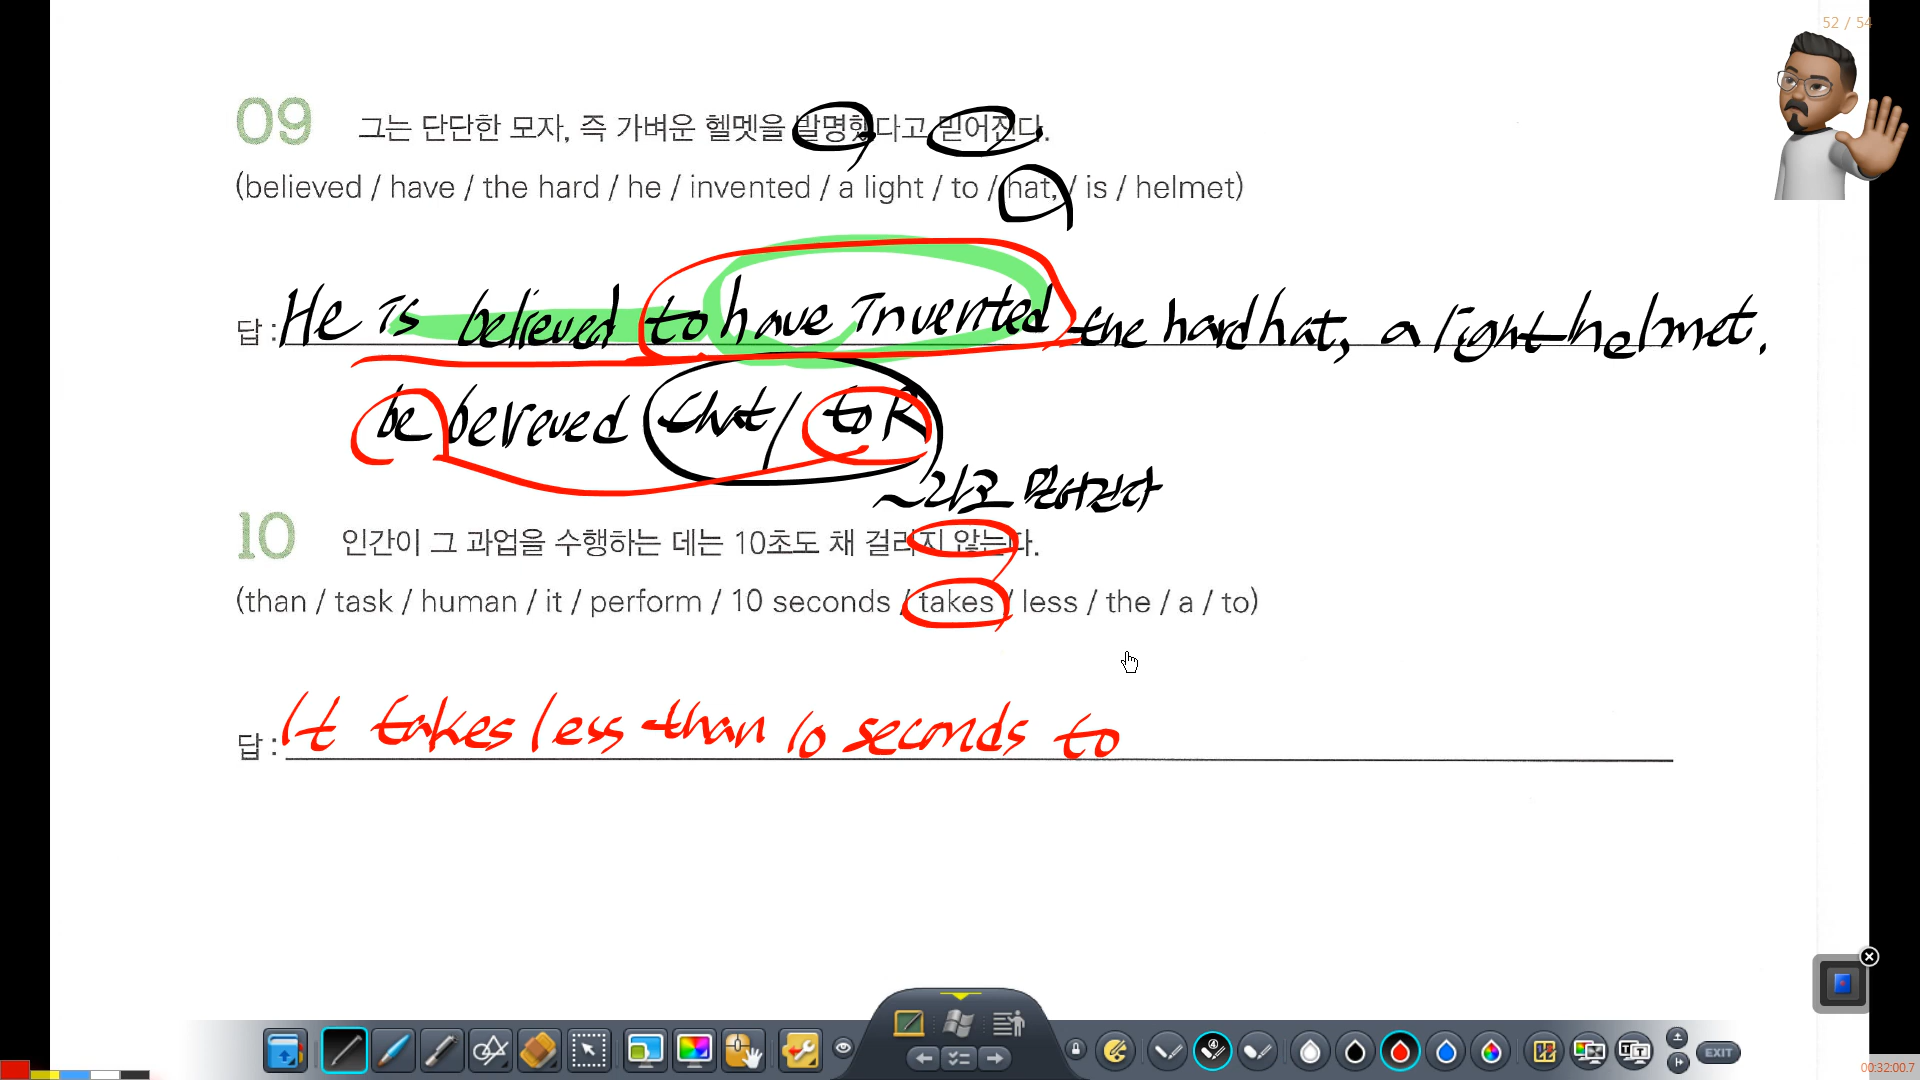 52 / 54
09 그는 단단한 모자, 즉 가벼운 헬멧을 발명했다고 믿어진다.
(believed / have / the hard / he / invented / a light / to / hat, / is / helmet)
답 : He is believed to have invented the hard hat, a light helmet.
be believed that / to R
~라고 믿어진다
10 인간이 그 과업을 수행하는 데는 10초도 채 걸리지 않는다.
(than / task / human / it / perform / 10 seconds / takes / less / the / a / to)
답 : It takes less than 10 seconds to
EXIT
00:32:00.7